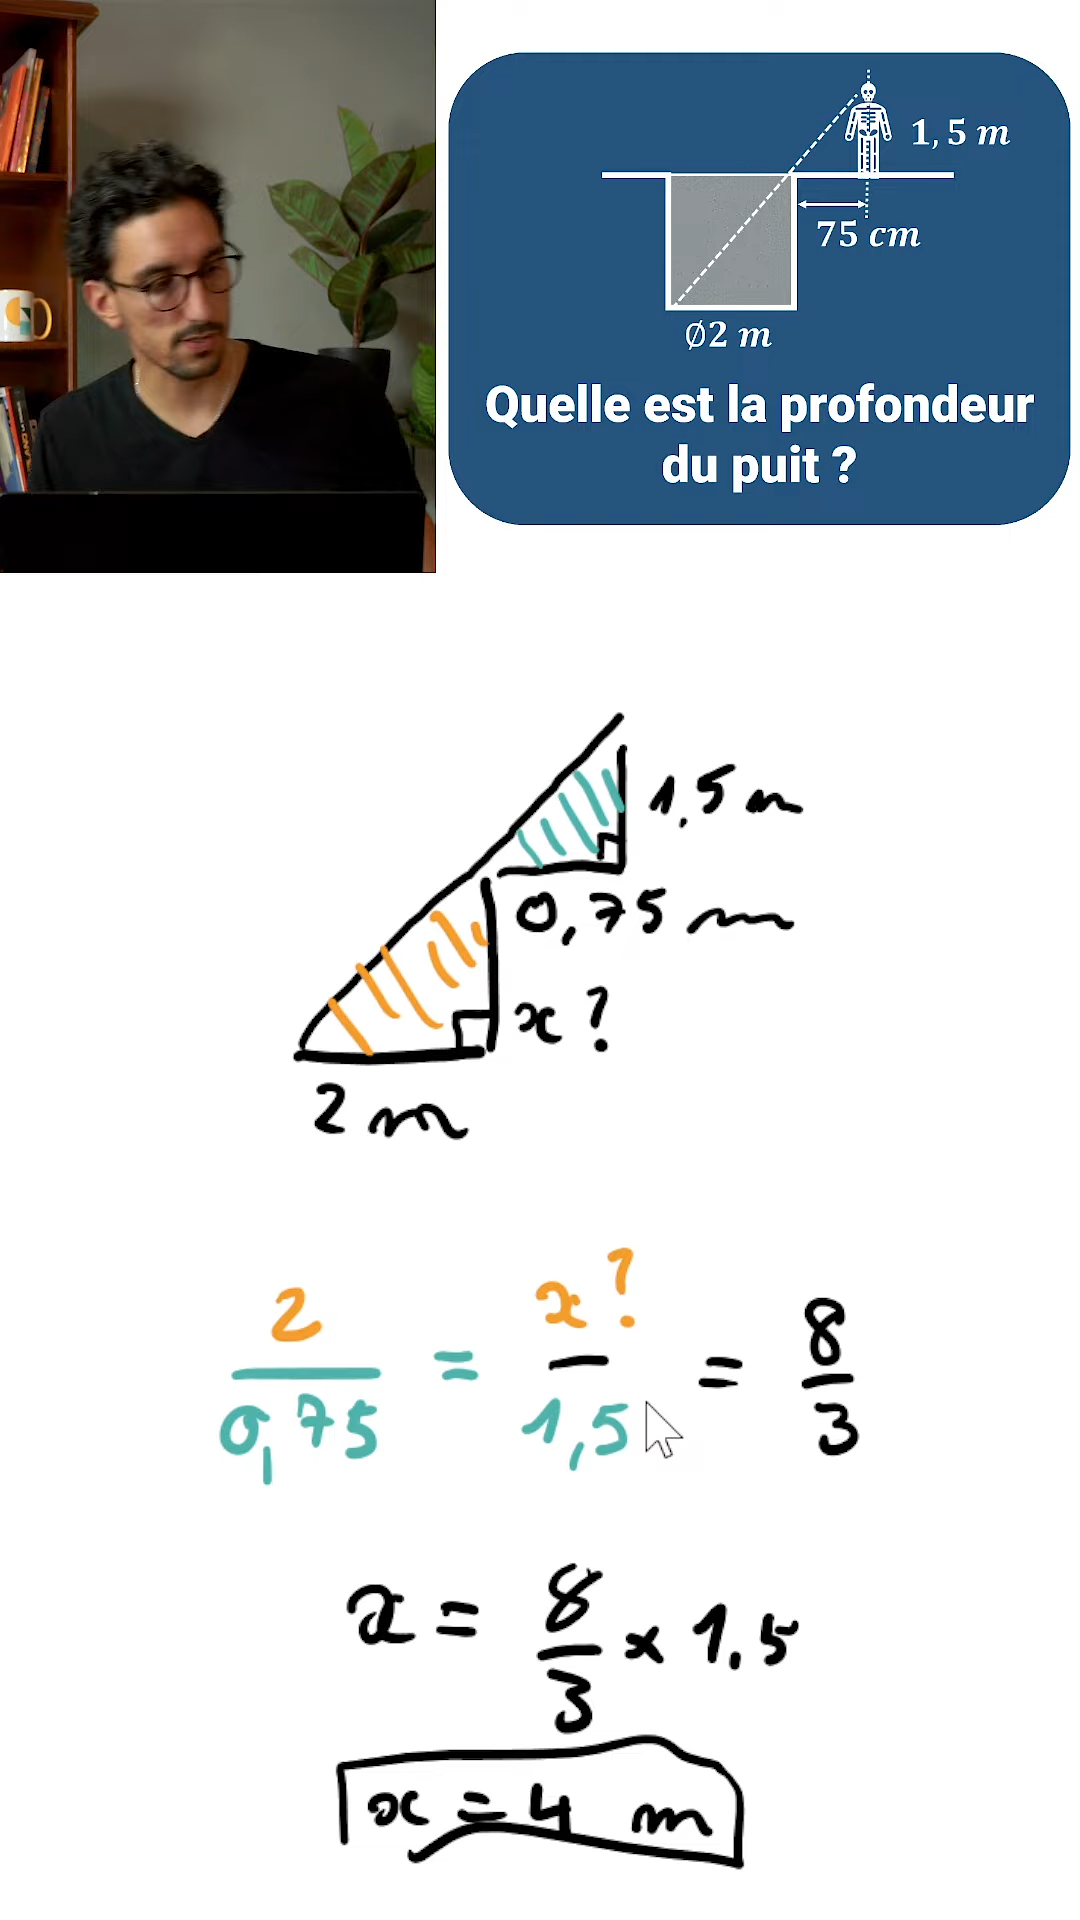 1, 5 m
75 cm
∅2 m
Quelle est la profondeur
du puit ?
1,5 m
0,75 m
x ?
2 m
2/0,75 = x?/1,5 = 8/3
x = 8/3 × 1,5
x = 4 m